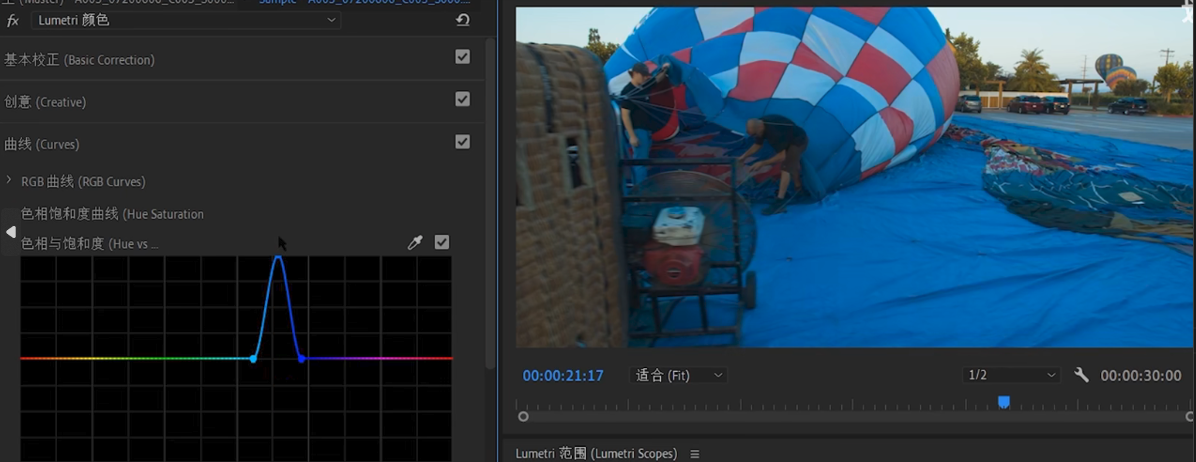 Lumetri 颜色
基本校正 (Basic Correction)
创意 (Creative)
曲线 (Curves)
RGB 曲线 (RGB Curves)
色相饱和度曲线 (Hue Saturation
色相与饱和度 (Hue vs ...
00:00:21:17
适合 (Fit)
1/2
00:00:30:00
Lumetri 范围 (Lumetri Scopes)